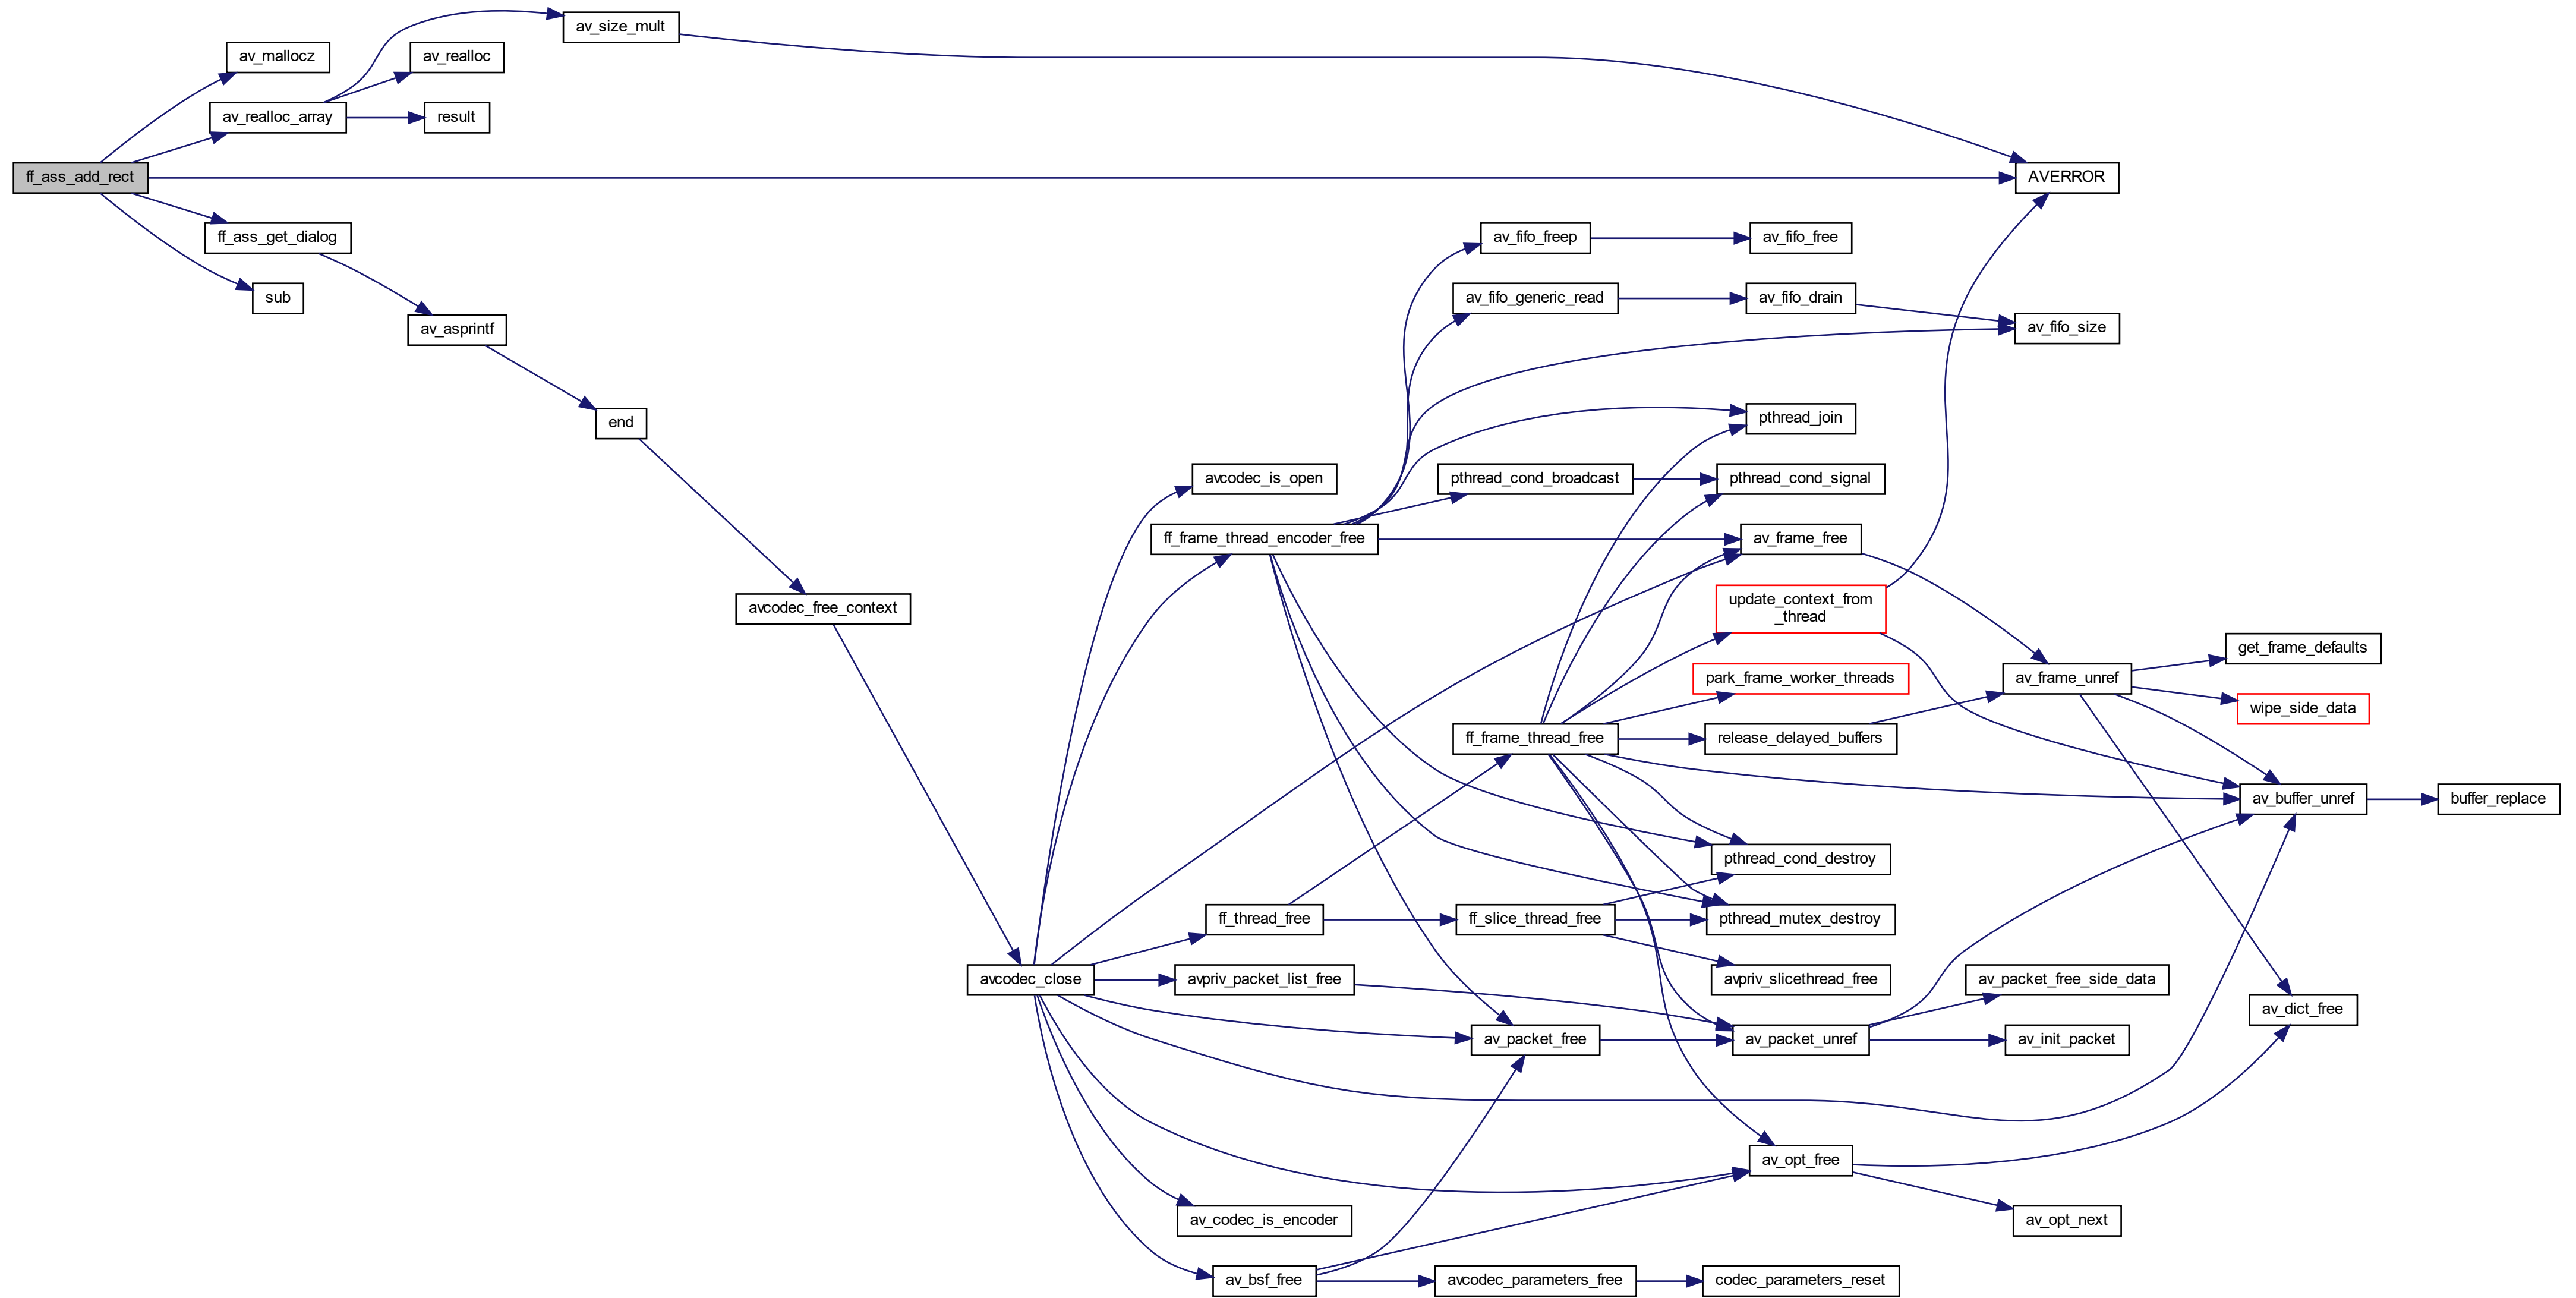 av_size_mult
av_mallocz
av_realloc
av_realloc_array
result
ff_ass_add_rect
AVERROR
ff_ass_get_dialog
av_fifo_freep
av_fifo_free
sub
av_fifo_generic_read
av_fifo_drain
av_fifo_size
av_asprintf
end
pthread_join
avcodec_is_open
pthread_cond_broadcast
pthread_cond_signal
ff_frame_thread_encoder_free
av_frame_free
avcodec_free_context
update_context_from
_thread
get_frame_defaults
park_frame_worker_threads
av_frame_unref
wipe_side_data
ff_frame_thread_free
release_delayed_buffers
av_buffer_unref
buffer_replace
pthread_cond_destroy
ff_thread_free
ff_slice_thread_free
pthread_mutex_destroy
avcodec_close
avpriv_packet_list_free
avpriv_slicethread_free
av_packet_free_side_data
av_dict_free
av_packet_free
av_packet_unref
av_init_packet
av_opt_free
av_codec_is_encoder
av_opt_next
av_bsf_free
avcodec_parameters_free
codec_parameters_reset